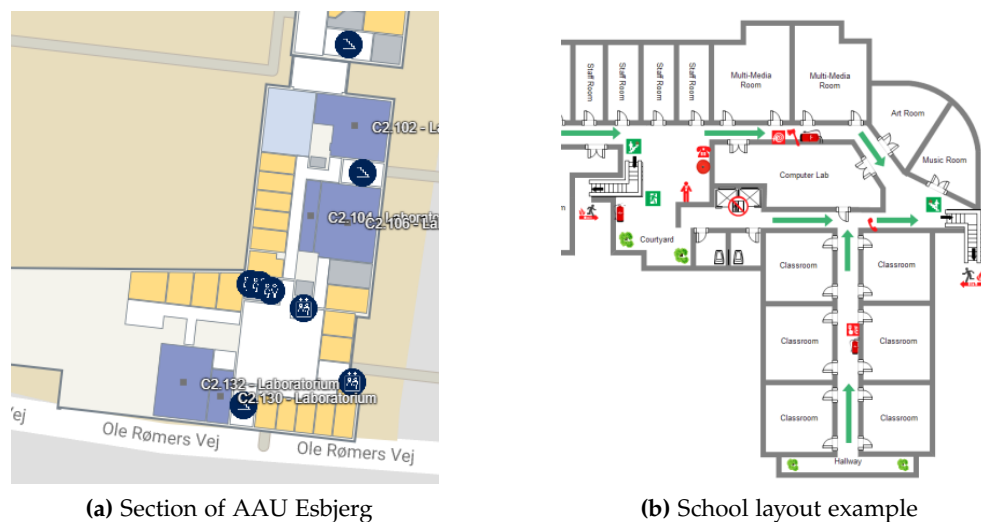 C2.102 - La
C2.104 - Laborla
C2.106 - La
C2.132 - Laboratorium
C2.130 - Laboratorium
Vej
Ole Rømers Vej
Ole Rømers Vej
(a) Section of AAU Esbjerg
Staff Room
Staff Room
Staff Room
Staff Room
Multi-Media
Room
Multi-Media
Room
Art Room
Music Room
Computer Lab
m
Courtyard
Classroom
Classroom
Classroom
Classroom
Classroom
Classroom
Hallway
(b) School layout example